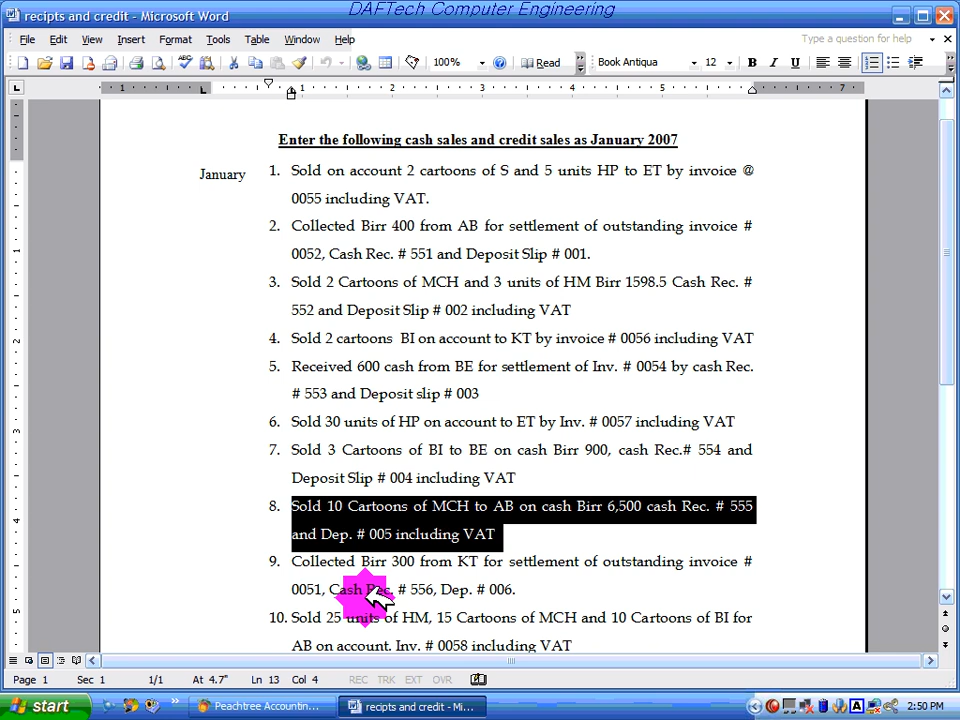 DAFTech Computer Engineering
recipts and credit - Microsoft Word
File Edit View Insert Format Tools Table Window Help
Type a question for help
100% Read Book Antiqua 12 B I U
1 1 2 3 4 5 7
Enter the following cash sales and credit sales as January 2007
January
1. Sold on account 2 cartoons of S and 5 units HP to ET by invoice @
0055 including VAT.
2. Collected Birr 400 from AB for settlement of outstanding invoice #
0052, Cash Rec. # 551 and Deposit Slip # 001.
3. Sold 2 Cartoons of MCH and 3 units of HM Birr 1598.5 Cash Rec. #
552 and Deposit Slip # 002 including VAT
4. Sold 2 cartoons BI on account to KT by invoice # 0056 including VAT
5. Received 600 cash from BE for settlement of Inv. # 0054 by cash Rec.
# 553 and Deposit slip # 003
6. Sold 30 units of HP on account to ET by Inv. # 0057 including VAT
7. Sold 3 Cartoons of BI to BE on cash Birr 900, cash Rec.# 554 and
Deposit Slip # 004 including VAT
8. Sold 10 Cartoons of MCH to AB on cash Birr 6,500 cash Rec. # 555
and Dep. # 005 including VAT
9. Collected Birr 300 from KT for settlement of outstanding invoice #
0051, Cash Rec. # 556, Dep. # 006.
10. Sold 25 units of HM, 15 Cartoons of MCH and 10 Cartoons of BI for
AB on account. Inv. # 0058 including VAT
Page 1 Sec 1 1/1 At 4.7" Ln 13 Col 4 REC TRK EXT OVR
start Peachtree Accountin... recipts and credit - Mi... 2:50 PM